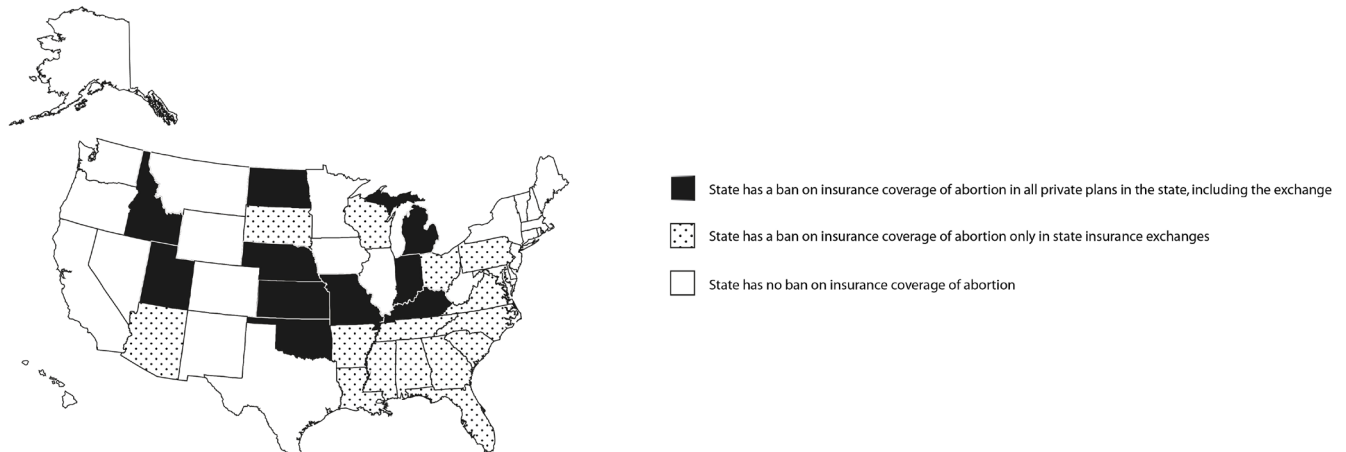 State has a ban on insurance coverage of abortion in all private plans in the state, including the exchange
State has a ban on insurance coverage of abortion only in state insurance exchanges
State has no ban on insurance coverage of abortion